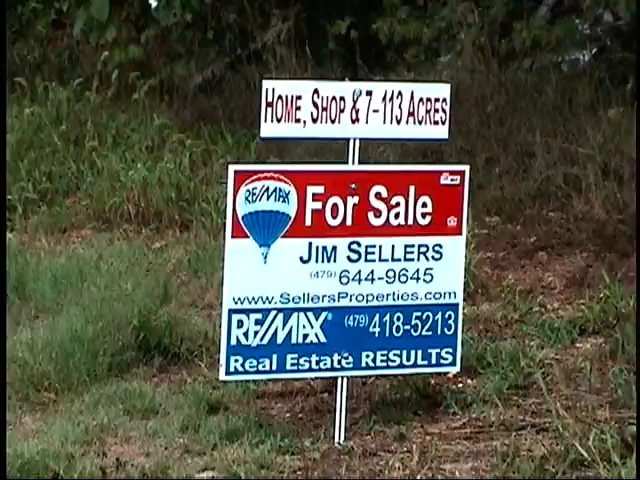 HOME, SHOP & 7-113 ACRES
RE/MAX
For Sale
JIM SELLERS
(479) 644-9645
www.SellersProperties.com
RE/MAX® (479) 418-5213
Real Estate RESULTS